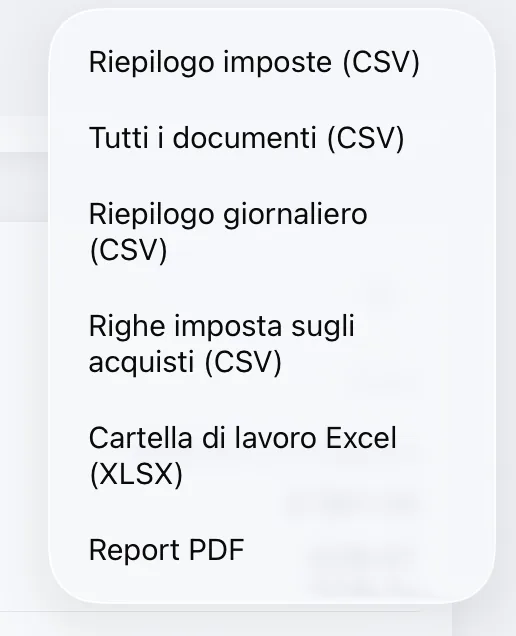 Riepilogo imposte (CSV)
Tutti i documenti (CSV)
Riepilogo giornaliero
(CSV)
Righe imposta sugli
acquisti (CSV)
Cartella di lavoro Excel
(XLSX)
Report PDF